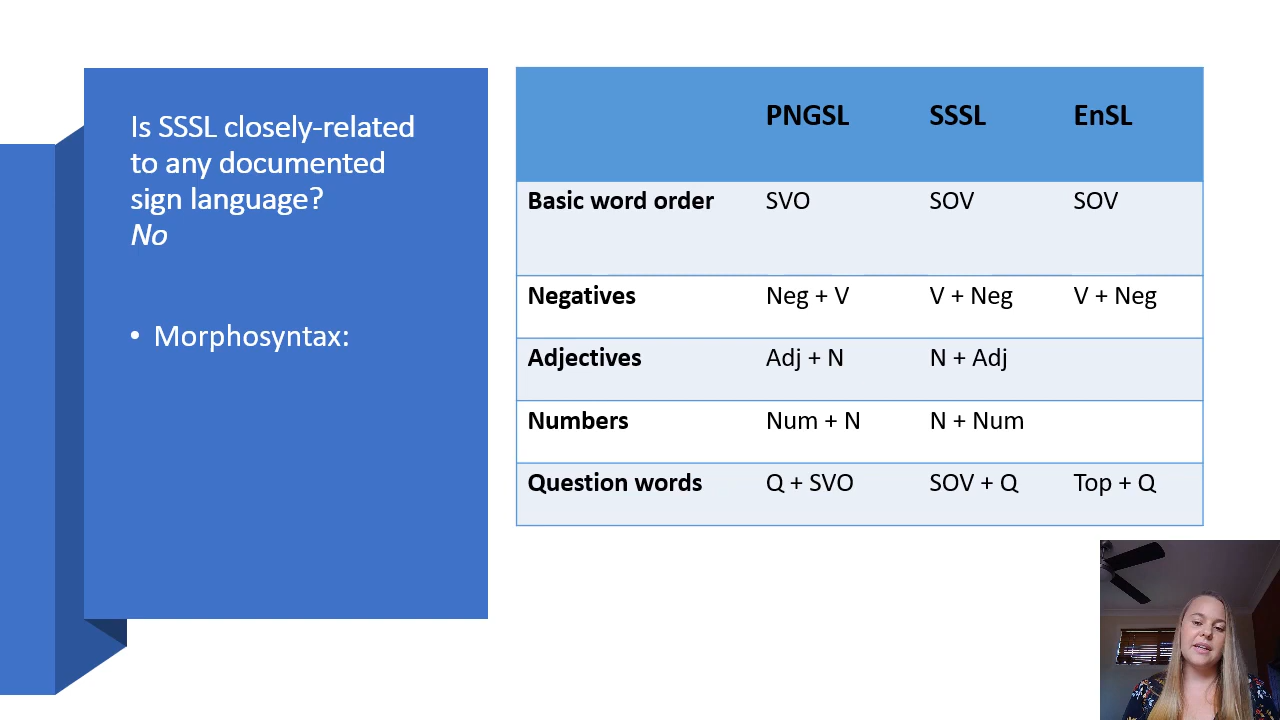 Is SSSL closely-related
to any documented
sign language?
No
• Morphosyntax:
PNGSL SSSL EnSL
Basic word order SVO SOV SOV
Negatives Neg + V V + Neg V + Neg
Adjectives Adj + N N + Adj
Numbers Num + N N + Num
Question words Q + SVO SOV + Q Top + Q